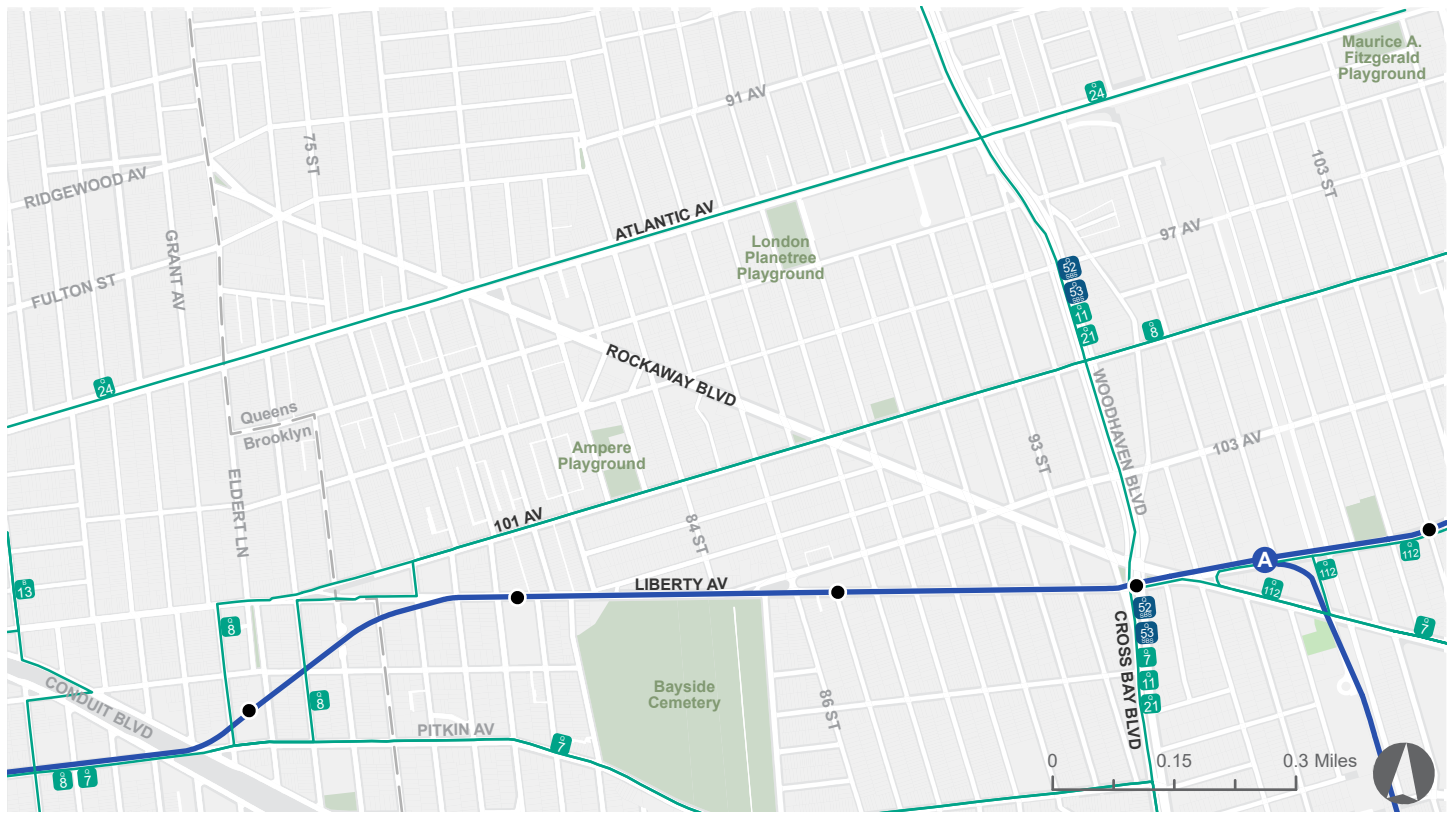 Maurice A.
Fitzgerald
Playground
91 AV
Q
24
75 ST
103 ST
RIDGEWOOD AV
ATLANTIC AV
GRANT AV
London
Planetree
Playground
97 AV
FULTON ST
Q
52
SBS
Q
53
SBS
Q
11
Q
21
Q
8
ROCKAWAY BLVD
Q
24
WOODHAVEN BLVD
Queens
Brooklyn
Ampere
Playground
93 ST
103 AV
ELDERT LN
101 AV
84 ST
A
Q
112
Q
112
Q
112
B
13
LIBERTY AV
Q
52
SBS
Q
53
SBS
Q
7
Q
11
Q
21
Q
7
Q
8
CROSS BAY BLVD
CONDUIT BLVD
Q
8
Bayside
Cemetery
86 ST
PITKIN AV
Q
7
Q
8
Q
7
0 0.15 0.3 Miles